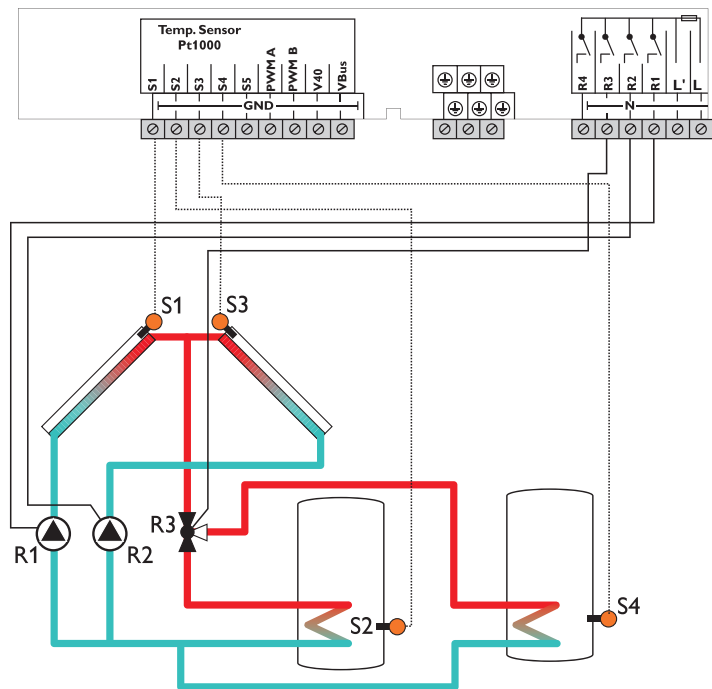 Temp. Sensor
Pt1000
S1 S2 S3 S4 S5 PWM A PWM B V40 VBus
GND
R4 R3 R2 R1 L' L
N
S1 S3
R1 R2 R3
S2 S4